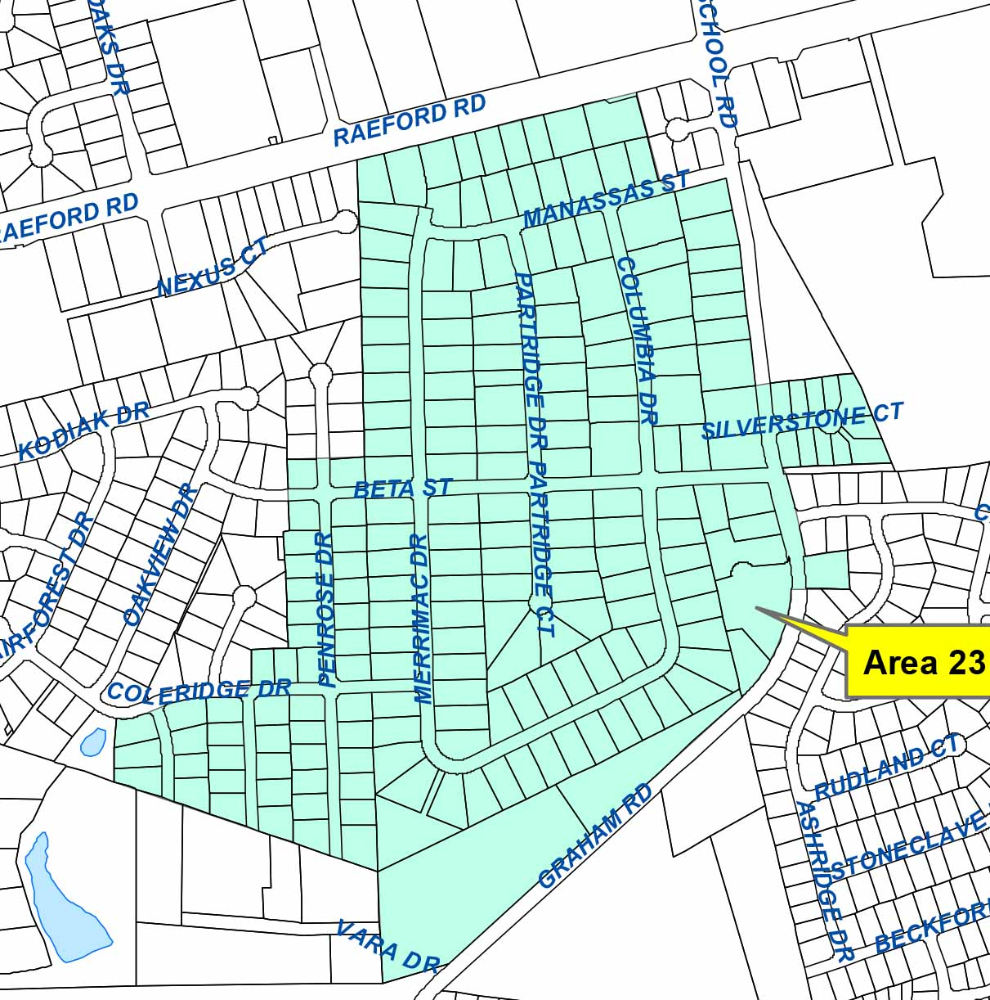 OAKS DR
SCHOOL RD
RAEFORD RD
RAEFORD RD
MANASSAS ST
NEXUS CT
PARTRIDGE DR
COLUMBIA DR
KODIAK DR
SILVERSTONE CT
BETA ST
PARTRIDGE CT
OAKVIEW DR
PENROSE DR
MERRIMAC DR
Area 23
COLERIDGE DR
RUDLAND CT
GRAHAM RD
ASHRIDGE DR
STONECLAVE
VARA DR